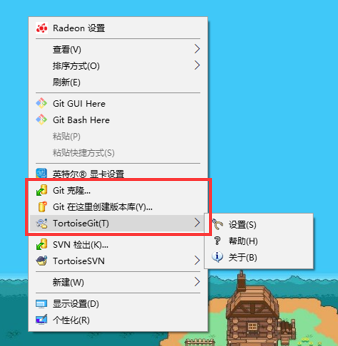 Radeon 设置
查看(V)
排序方式(O)
刷新(E)
Git GUI Here
Git Bash Here
粘贴(P)
粘贴快捷方式(S)
英特尔® 显卡设置
Git 克隆...
Git 在这里创建版本库(Y)...
TortoiseGit(T)
设置(S)
帮助(H)
关于(B)
SVN 检出(K)...
TortoiseSVN
新建(W)
显示设置(D)
个性化(R)